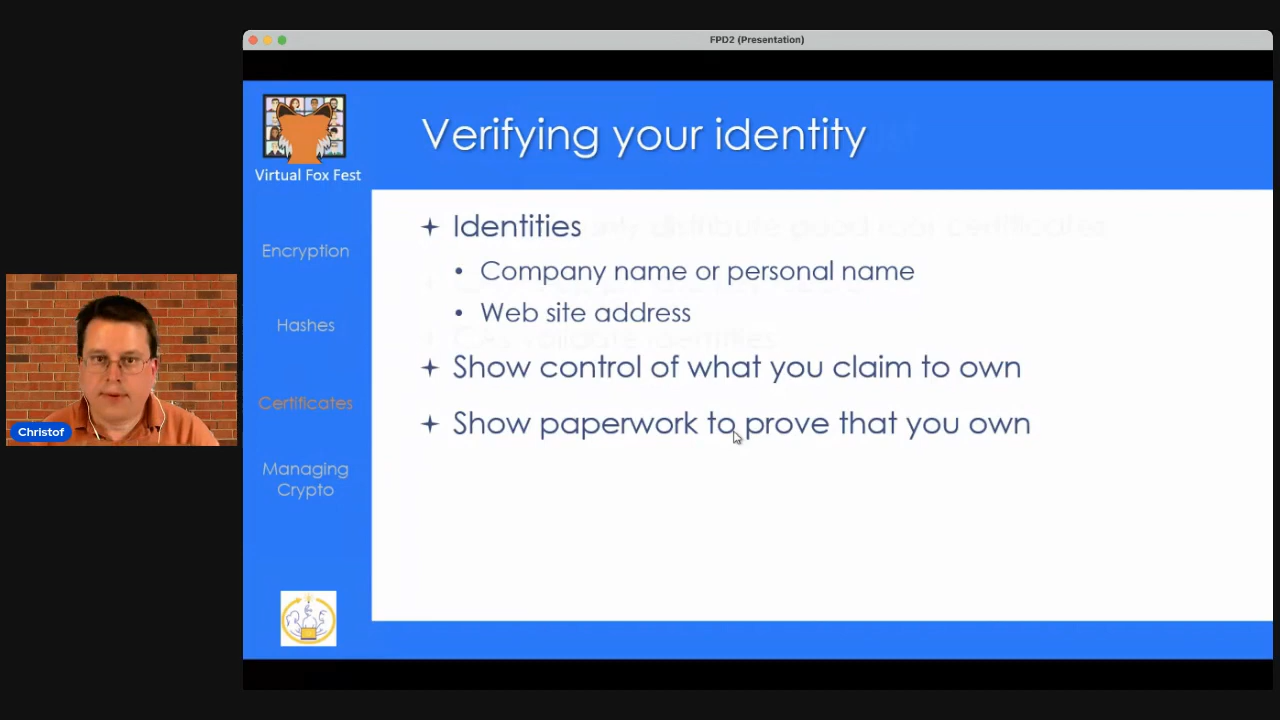 FPD2 (Presentation)
Verifying your identity
Virtual Fox Fest
Encryption
Hashes
Certificates
Managing
Crypto
Identities
Company name or personal name
Web site address
Show control of what you claim to own
Show paperwork to prove that you own
Christof